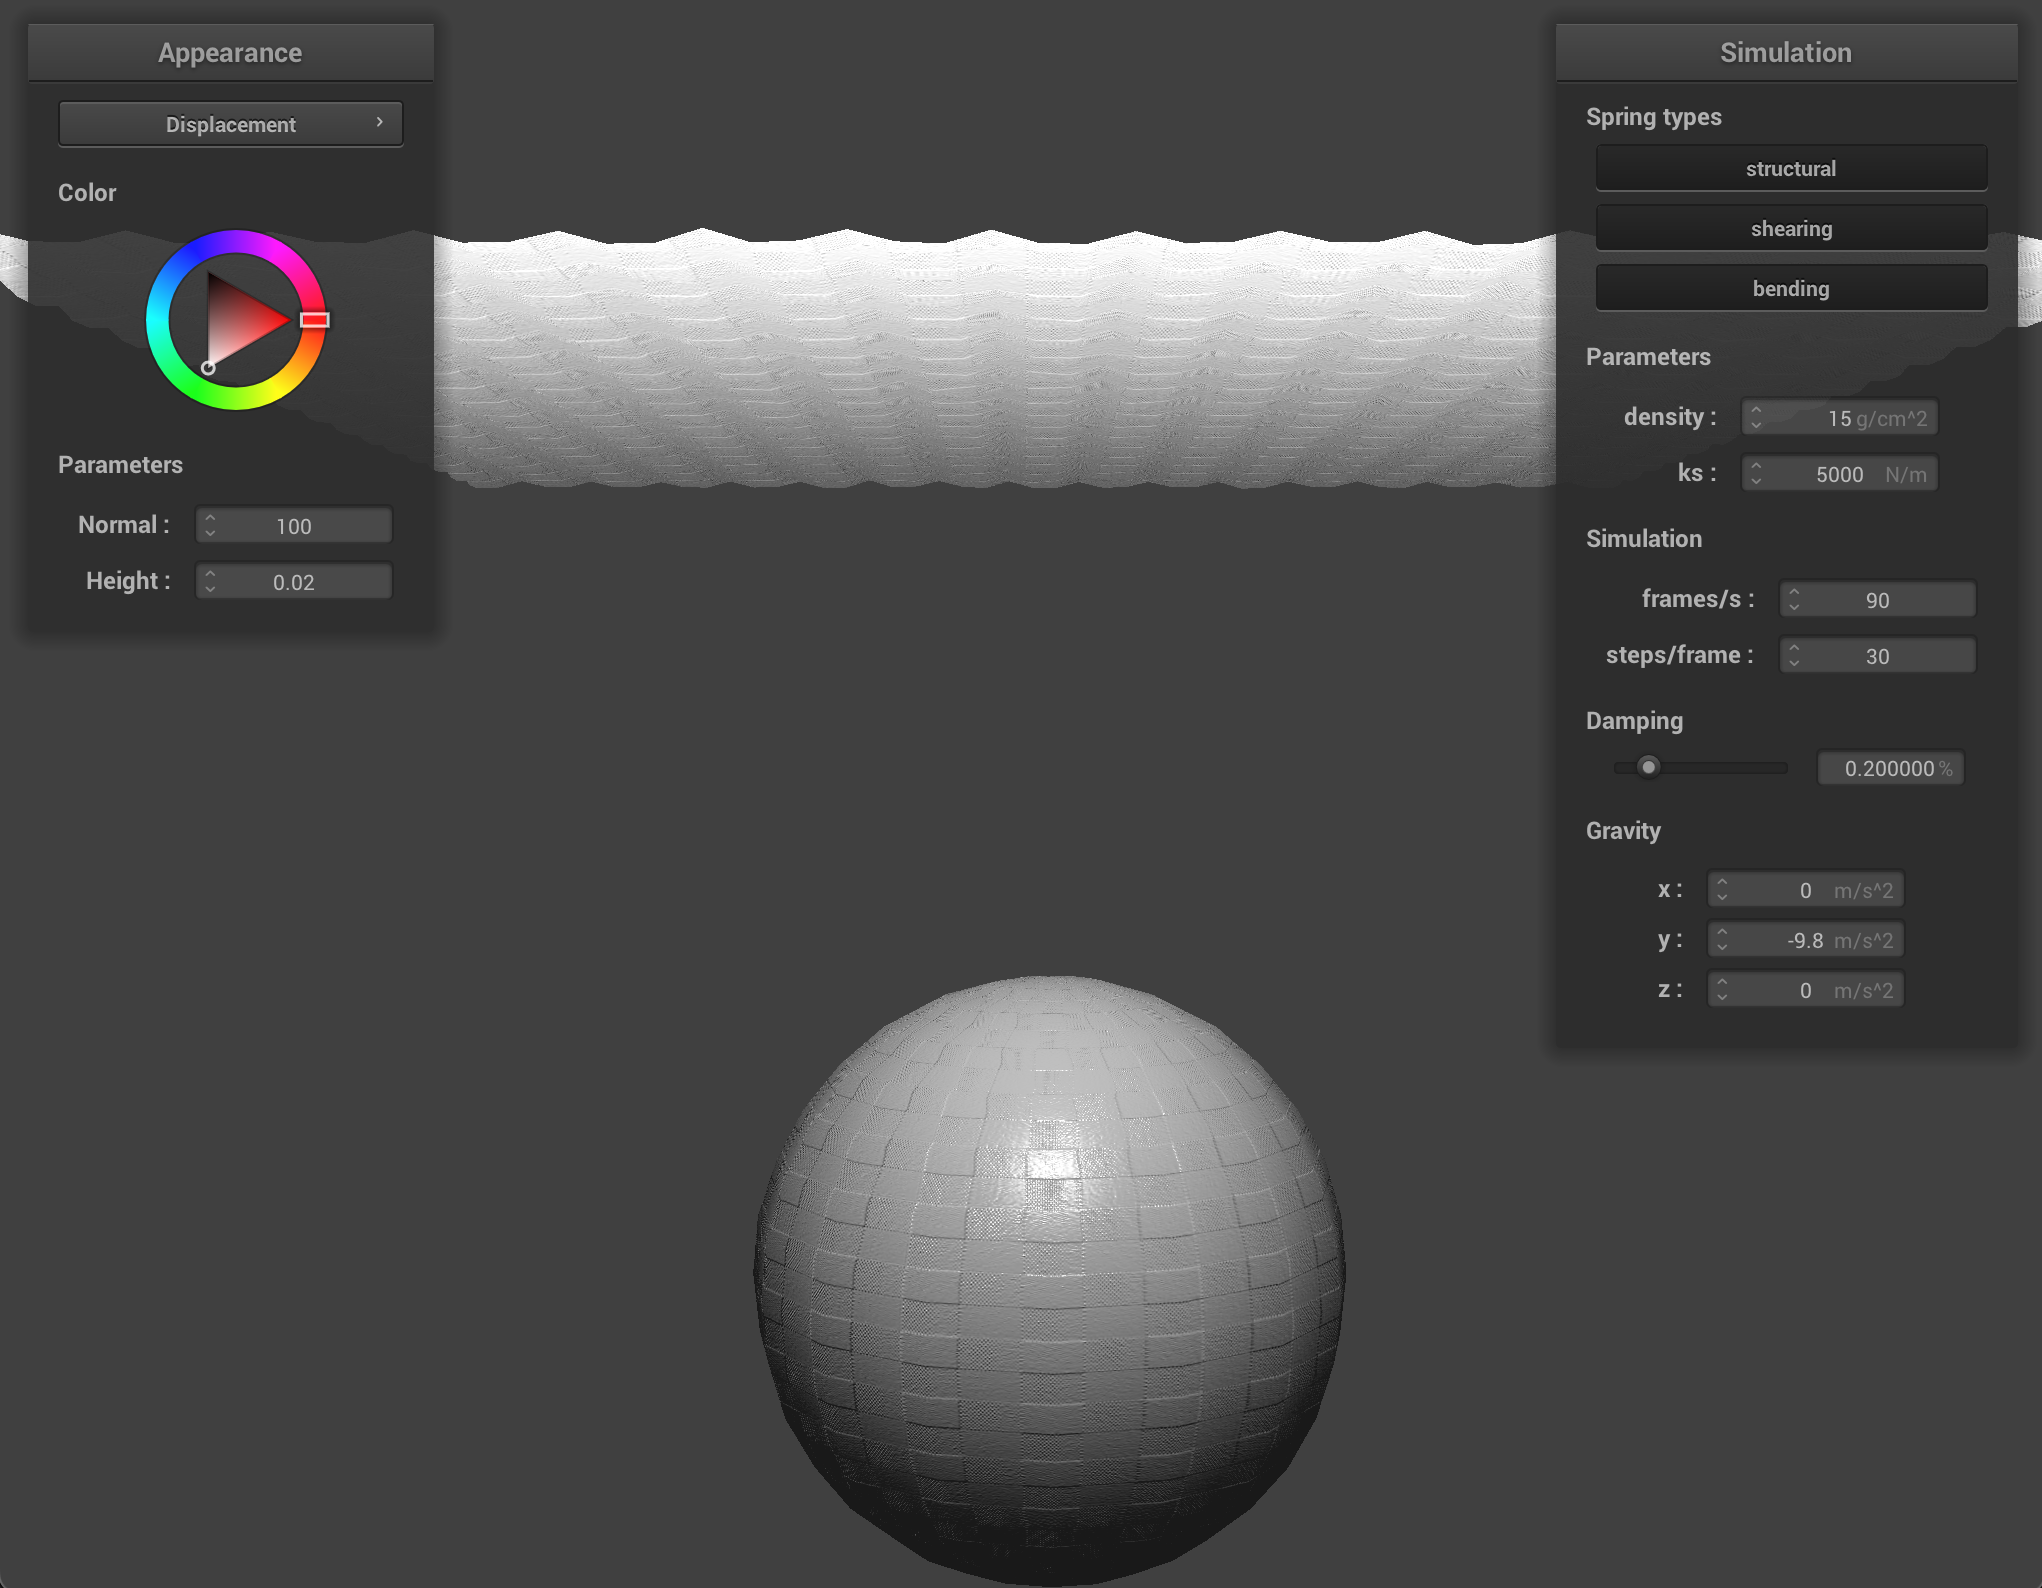 Appearance
Displacement
Color
Parameters
Normal : 100
Height : 0.02
Simulation
Spring types
structural
shearing
bending
Parameters
density : 15 g/cm^2
ks : 5000 N/m
Simulation
frames/s : 90
steps/frame : 30
Damping
0.200000 %
Gravity
x : 0 m/s^2
y : -9.8 m/s^2
z : 0 m/s^2